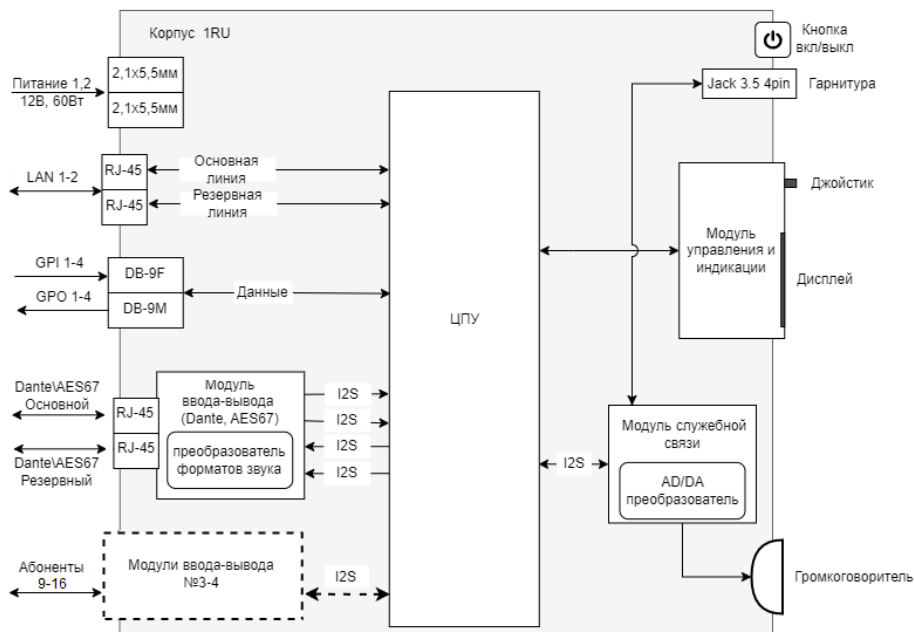 Корпус 1RU
Кнопка
вкл/выкл
Питание 1,2
12В, 60Вт
2,1x5,5мм
2,1x5,5мм
Jack 3.5 4pin
Гарнитура
LAN 1-2
RJ-45
RJ-45
Основная
линия
Резервная
линия
Джойстик
Модуль
управления и
индикации
Дисплей
GPI 1-4
GPO 1-4
DB-9F
DB-9M
Данные
ЦПУ
Dante\AES67
Основной
RJ-45
RJ-45
Dante\AES67
Резервный
Модуль
ввода-вывода
(Dante, AES67)
преобразователь
форматов звука
I2S
I2S
I2S
I2S
I2S
Модуль служебной
связи
AD/DA
преобразователь
Абоненты
9-16
Модули ввода-вывода
№3-4
I2S
Громкоговоритель